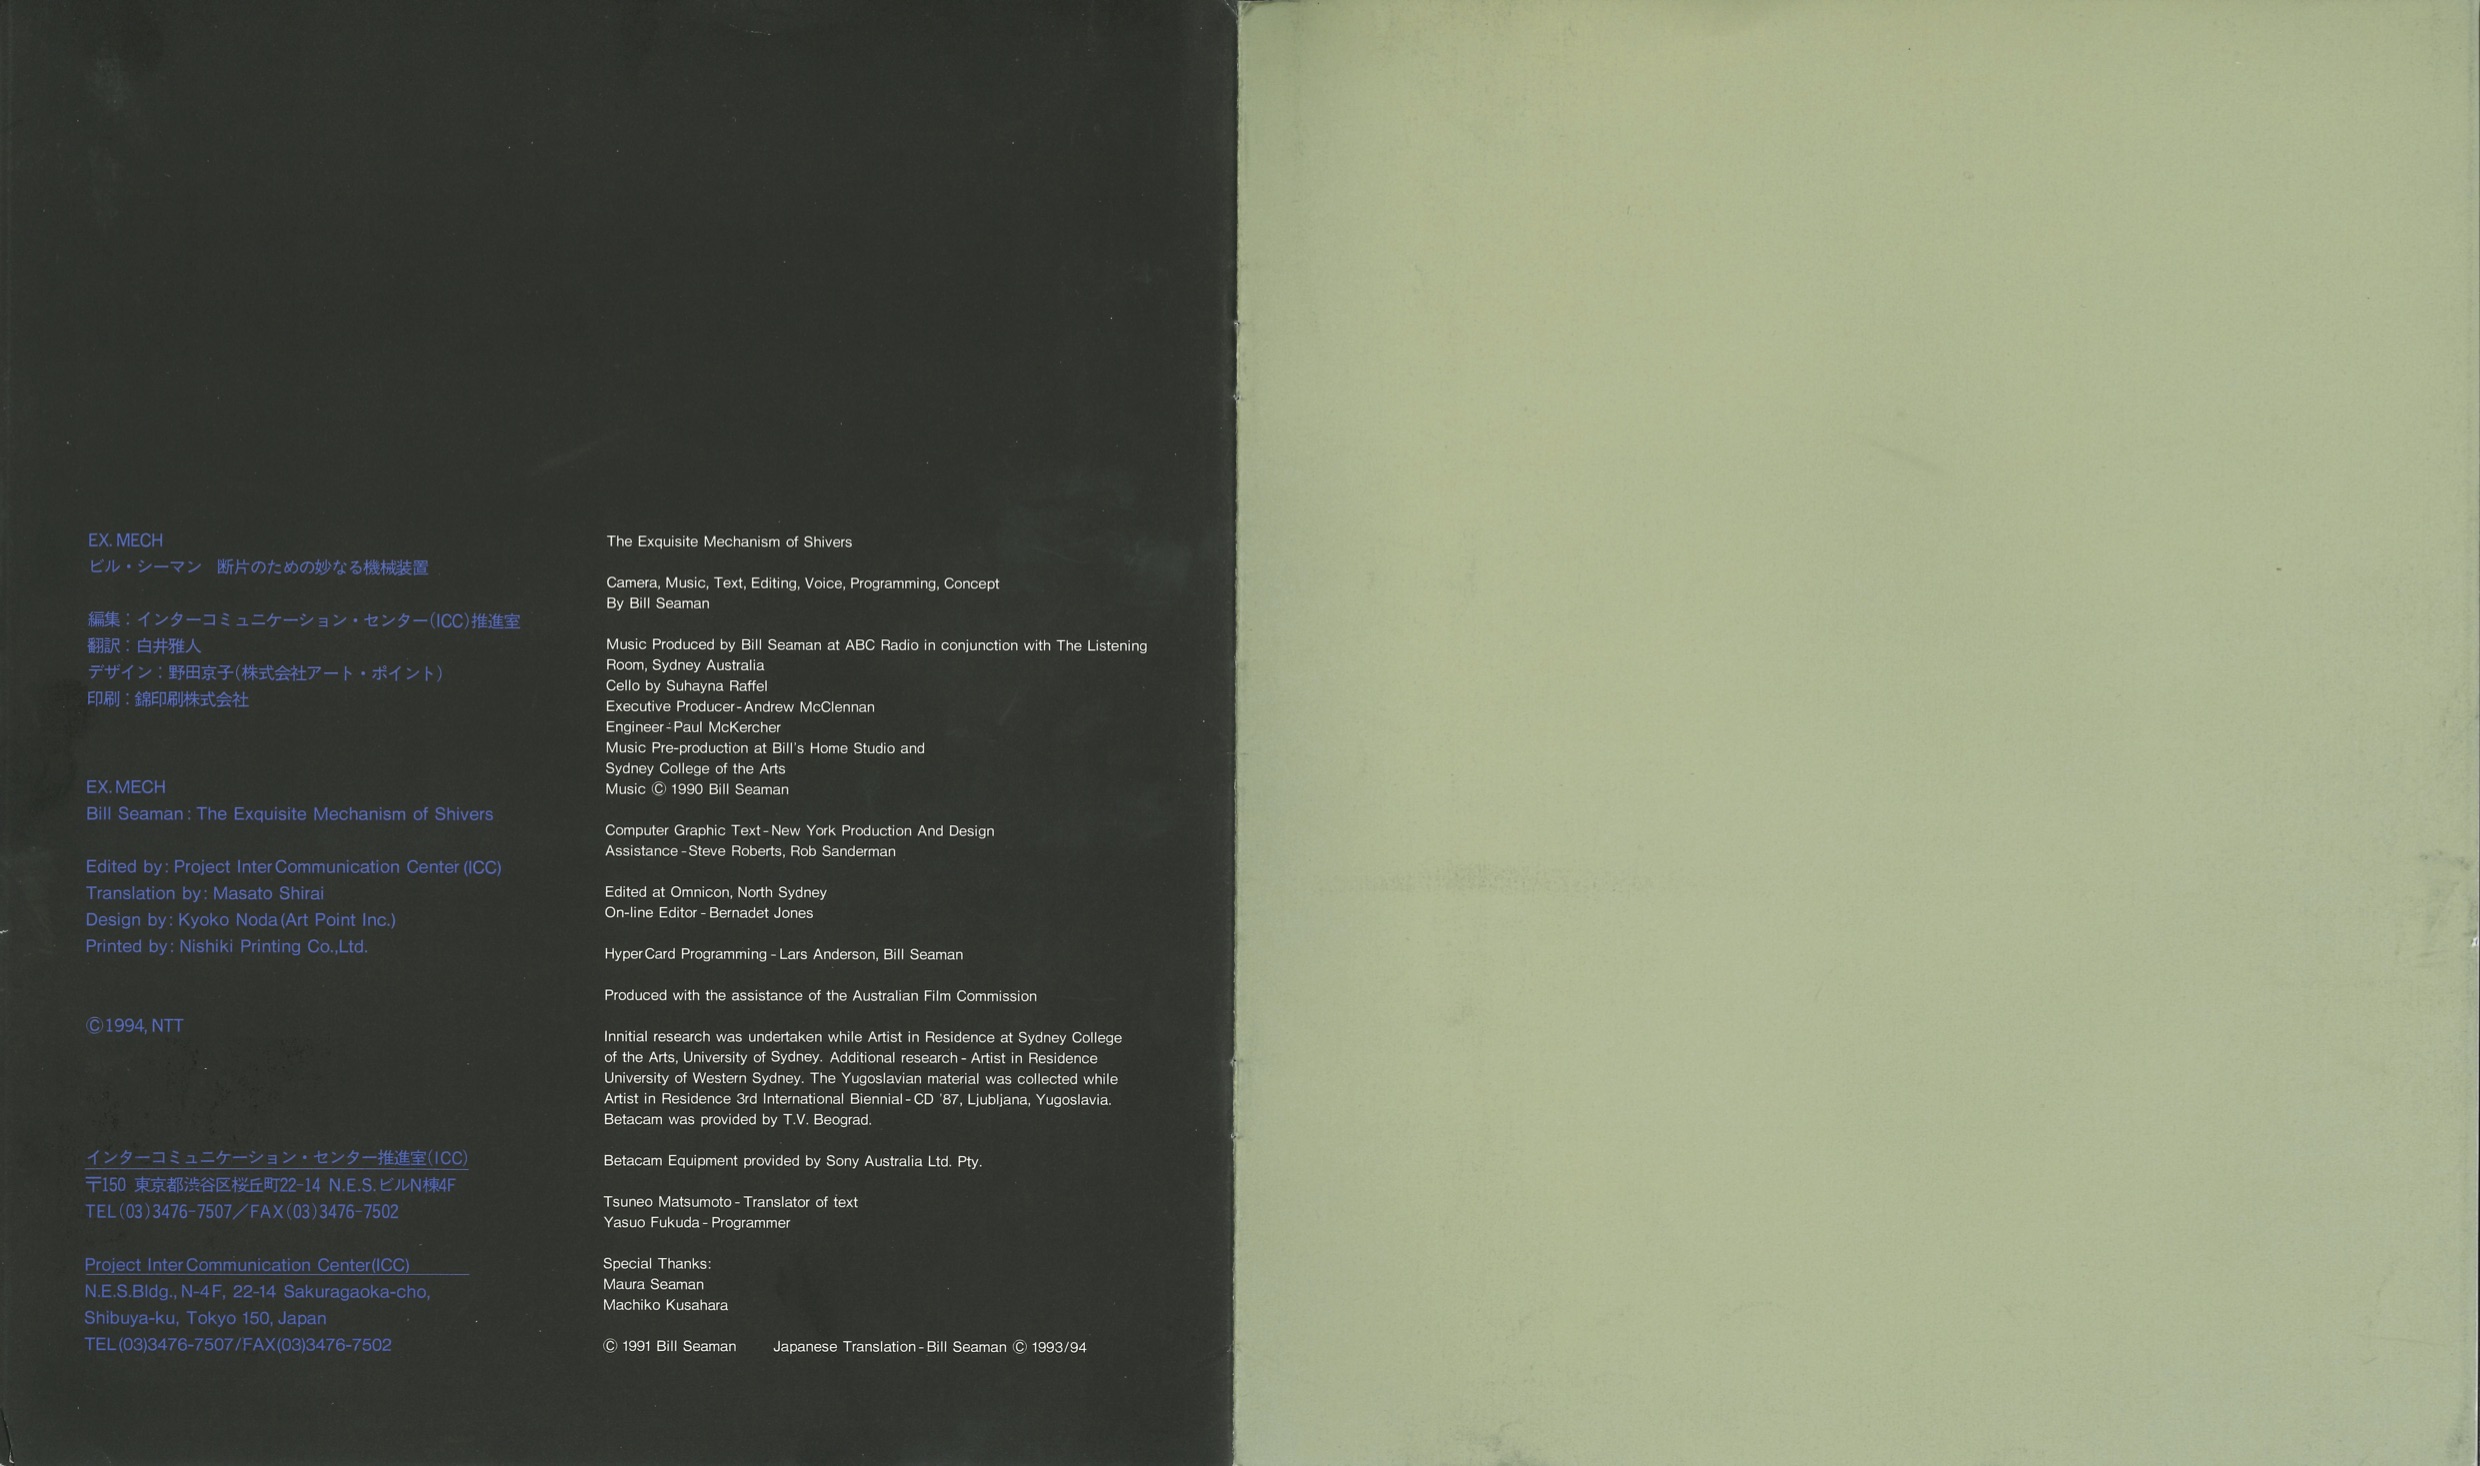 EX. MECH
ビル・シーマン　断片のための妙なる機械装置
編集：インターコミュニケーション・センター(ICC)推進室
翻訳：白井雅人
デザイン：野田京子(株式会社アート・ポイント)
印刷：錦印刷株式会社
EX. MECH
Bill Seaman : The Exquisite Mechanism of Shivers
Edited by : Project InterCommunication Center (ICC)
Translation by : Masato Shirai
Design by : Kyoko Noda (Art Point Inc.)
Printed by : Nishiki Printing Co.,Ltd.
©1994, NTT
インターコミュニケーション・センター推進室(ICC)
〒150 東京都渋谷区桜丘町22-14 N.E.S.ビルN棟4F
TEL(03)3476-7507／FAX(03)3476-7502
Project InterCommunication Center(ICC)
N.E.S.Bldg., N-4F, 22-14 Sakuragaoka-cho,
Shibuya-ku, Tokyo 150, Japan
TEL(03)3476-7507/FAX(03)3476-7502
The Exquisite Mechanism of Shivers
Camera, Music, Text, Editing, Voice, Programming, Concept
By Bill Seaman
Music Produced by Bill Seaman at ABC Radio in conjunction with The Listening
Room, Sydney Australia
Cello by Suhayna Raffel
Executive Producer - Andrew McClennan
Engineer - Paul McKercher
Music Pre-production at Bill's Home Studio and
Sydney College of the Arts
Music © 1990 Bill Seaman
Computer Graphic Text - New York Production And Design
Assistance - Steve Roberts, Rob Sanderman
Edited at Omnicon, North Sydney
On-line Editor - Bernadet Jones
HyperCard Programming - Lars Anderson, Bill Seaman
Produced with the assistance of the Australian Film Commission
Innitial research was undertaken while Artist in Residence at Sydney College
of the Arts, University of Sydney. Additional research - Artist in Residence
University of Western Sydney. The Yugoslavian material was collected while
Artist in Residence 3rd International Biennial - CD '87, Ljubljana, Yugoslavia.
Betacam was provided by T.V. Beograd.
Betacam Equipment provided by Sony Australia Ltd. Pty.
Tsuneo Matsumoto - Translator of text
Yasuo Fukuda - Programmer
Special Thanks:
Maura Seaman
Machiko Kusahara
© 1991 Bill Seaman　Japanese Translation - Bill Seaman © 1993/94